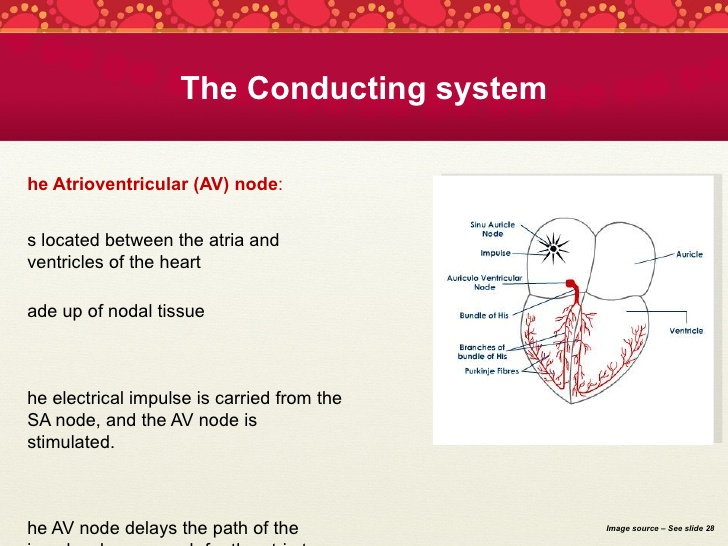 The Conducting system
he Atrioventricular (AV) node:
s located between the atria and
ventricles of the heart
ade up of nodal tissue
he electrical impulse is carried from the
SA node, and the AV node is
stimulated.
he AV node delays the path of the
Sinu Auricle
Node
Impulse
Auriculo Ventricular
Node
Bundle of His
Branches of
bundle of His
Purkinje Fibres
Auricle
Ventricle
Image source – See slide 28